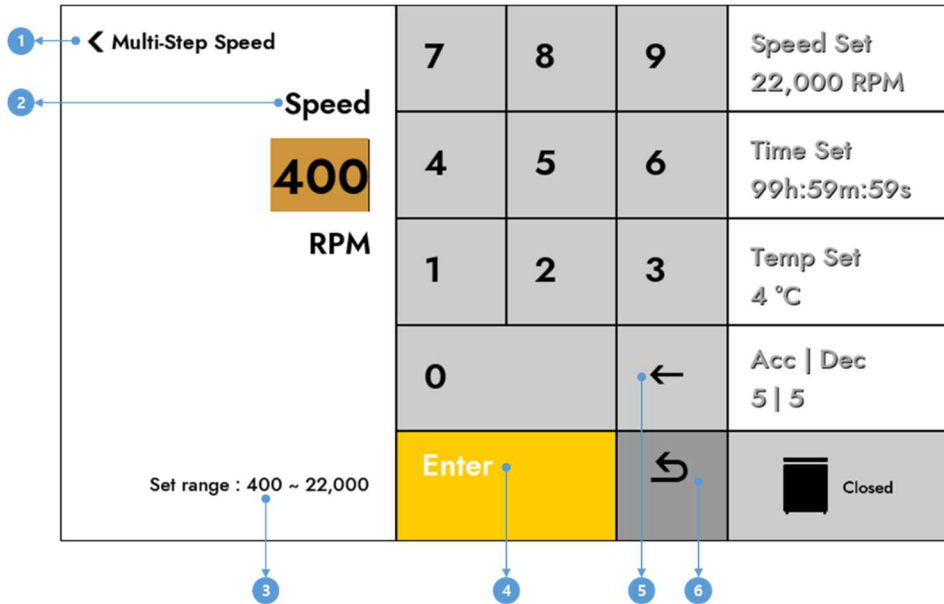 1
Multi-Step Speed
2
Speed
400
RPM
Set range : 400 ~ 22,000
7
8
9
4
5
6
1
2
3
0
←
Enter
Speed Set
22,000 RPM
Time Set
99h:59m:59s
Temp Set
4 °C
Acc | Dec
5 | 5
Closed
3
4
5
6